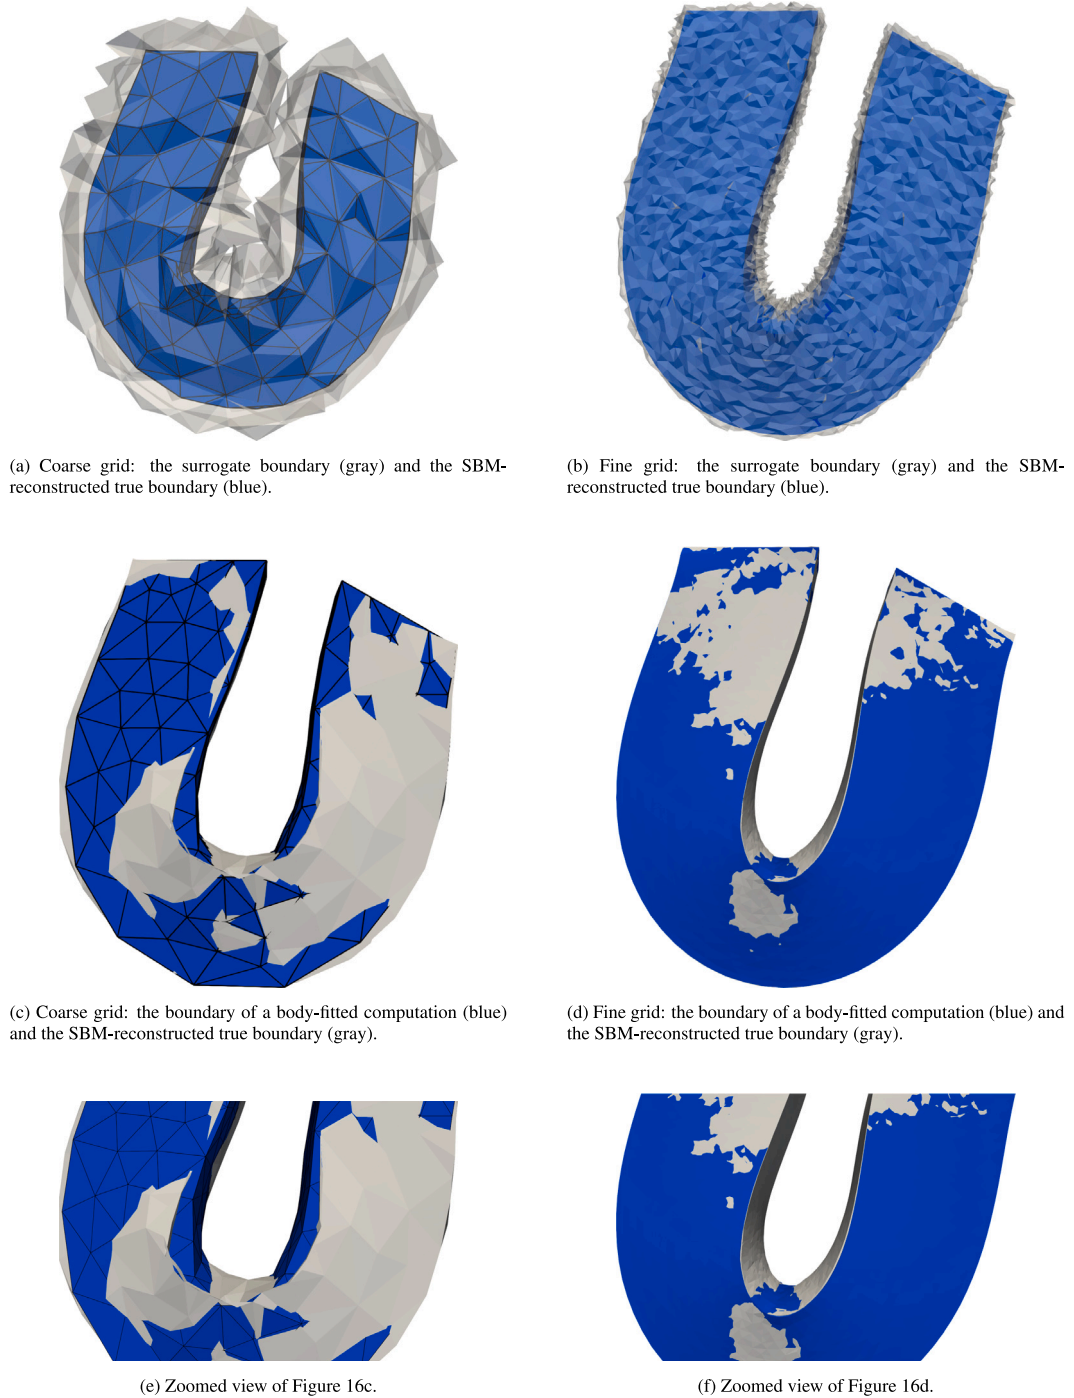 (a) Coarse grid: the surrogate boundary (gray) and the SBM-
reconstructed true boundary (blue).
(b) Fine grid: the surrogate boundary (gray) and the SBM-
reconstructed true boundary (blue).
(c) Coarse grid: the boundary of a body-fitted computation (blue)
and the SBM-reconstructed true boundary (gray).
(d) Fine grid: the boundary of a body-fitted computation (blue) and
the SBM-reconstructed true boundary (gray).
(e) Zoomed view of Figure 16c.
(f) Zoomed view of Figure 16d.